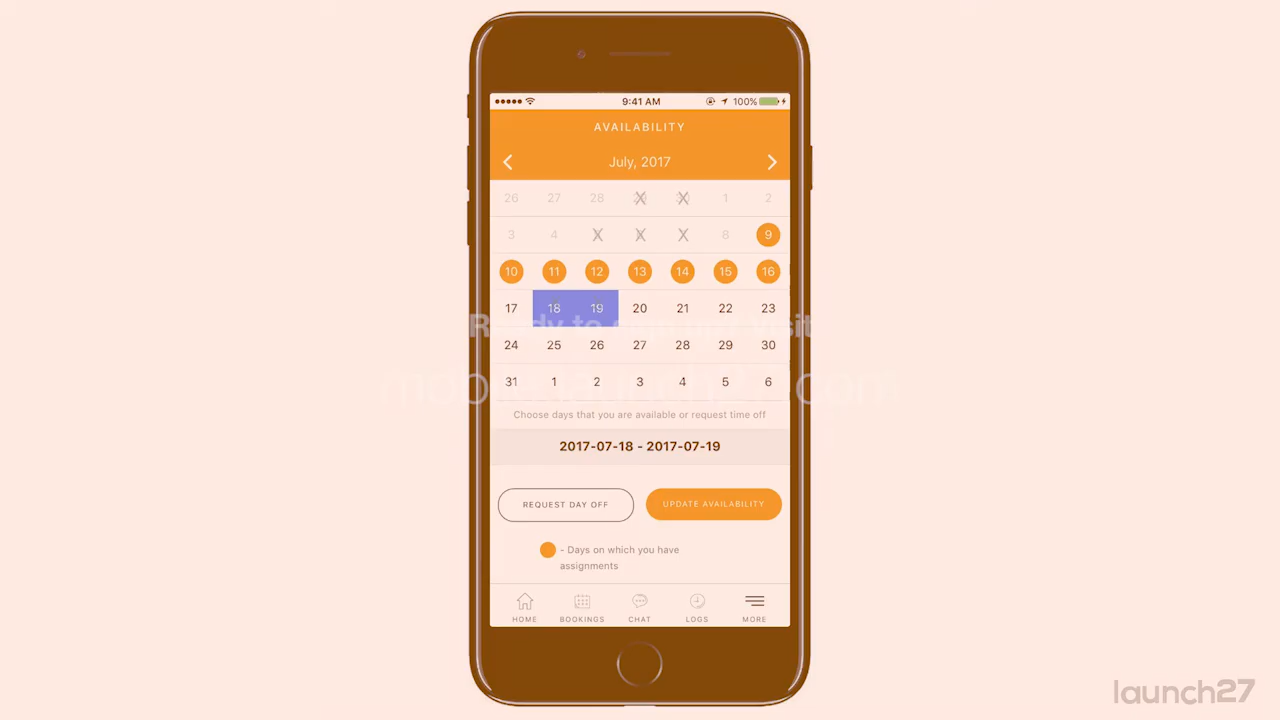 9:41 AM 100%
AVAILABILITY
July, 2017
26 27 28 1 2
3 4 X X X 8 9
10 11 12 13 14 15 16
17 18 19 20 21 22 23
Ready to
24 25 26 27 28 29 30
31 1 2 3 4 5 6
Choose days that you are available or request time off
2017-07-18 - 2017-07-19
REQUEST DAY OFF UPDATE AVAILABILITY
- Days on which you have
assignments
HOME BOOKINGS CHAT LOGS MORE
launch27